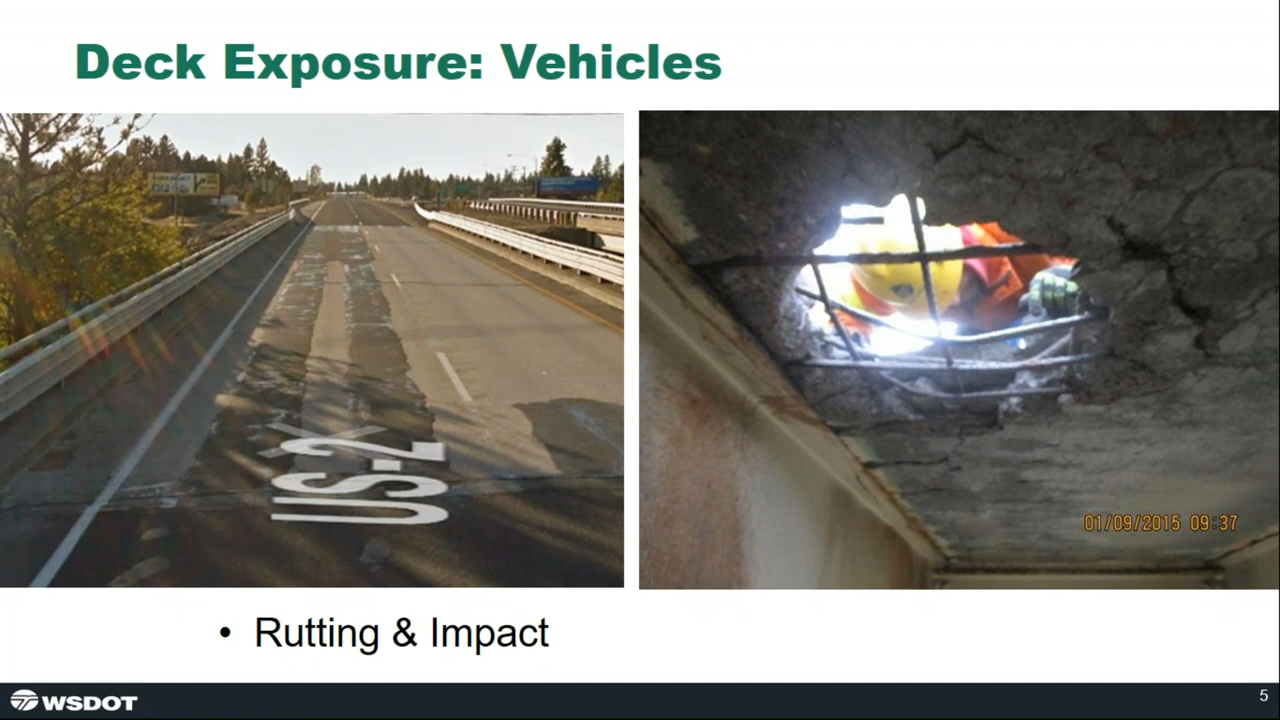 Deck Exposure: Vehicles
US-2
01/09/2015 09:37
• Rutting & Impact
WSDOT
5